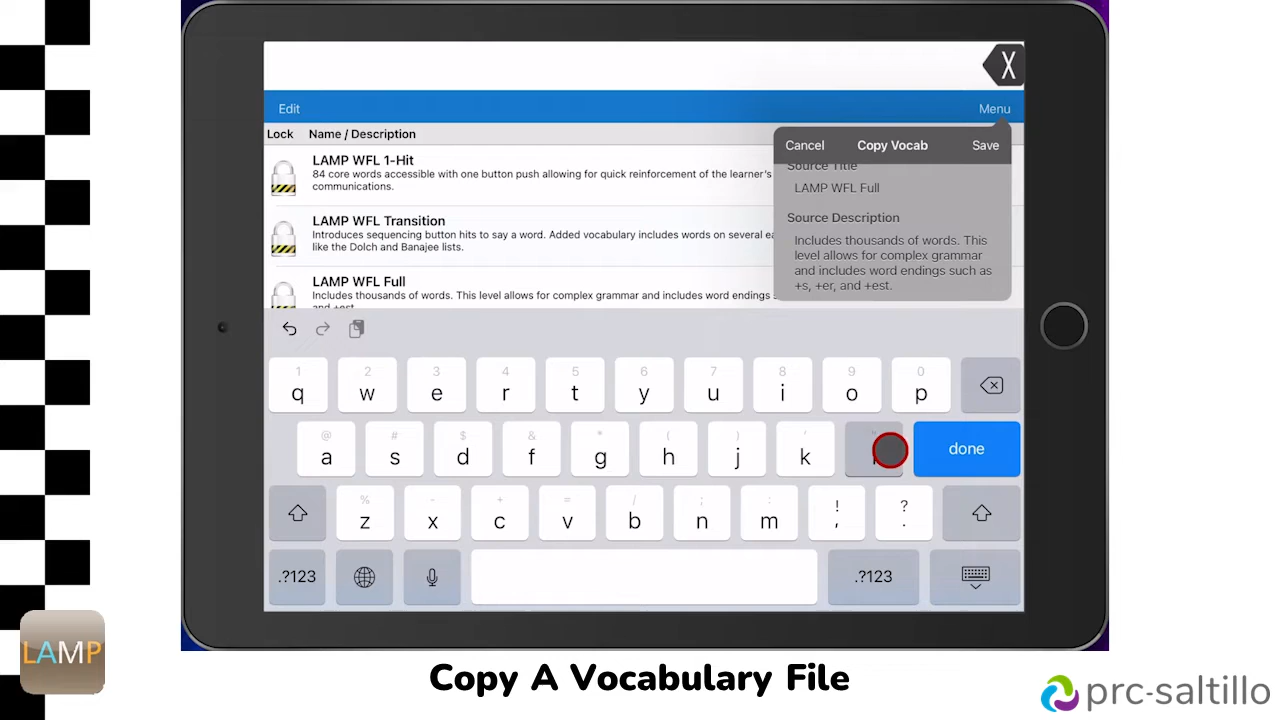 X
Edit
Menu
Lock Name / Description
Cancel Copy Vocab Save
Source Title
LAMP WFL Full
Source Description
Includes thousands of words. This
level allows for complex grammar
and includes word endings such as
+s, +er, and +est.
LAMP WFL 1-Hit
84 core words accessible with one button push allowing for quick reinforcement of the learner's
communications.
LAMP WFL Transition
Introduces sequencing button hits to say a word. Added vocabulary includes words on several ea
like the Dolch and Banajee lists.
LAMP WFL Full
Includes thousands of words. This level allows for complex grammar and includes word endings s
and +est.
1 2 3 4 5 6 7 8 9 0
q w e r t y u i o p
@ # $ & * ( ) ' "
a s d f g h j k done
% - + = / ; : ! ?
z x c v b n m , .
.?123 .?123
LAMP
Copy A Vocabulary File
prc-saltillo